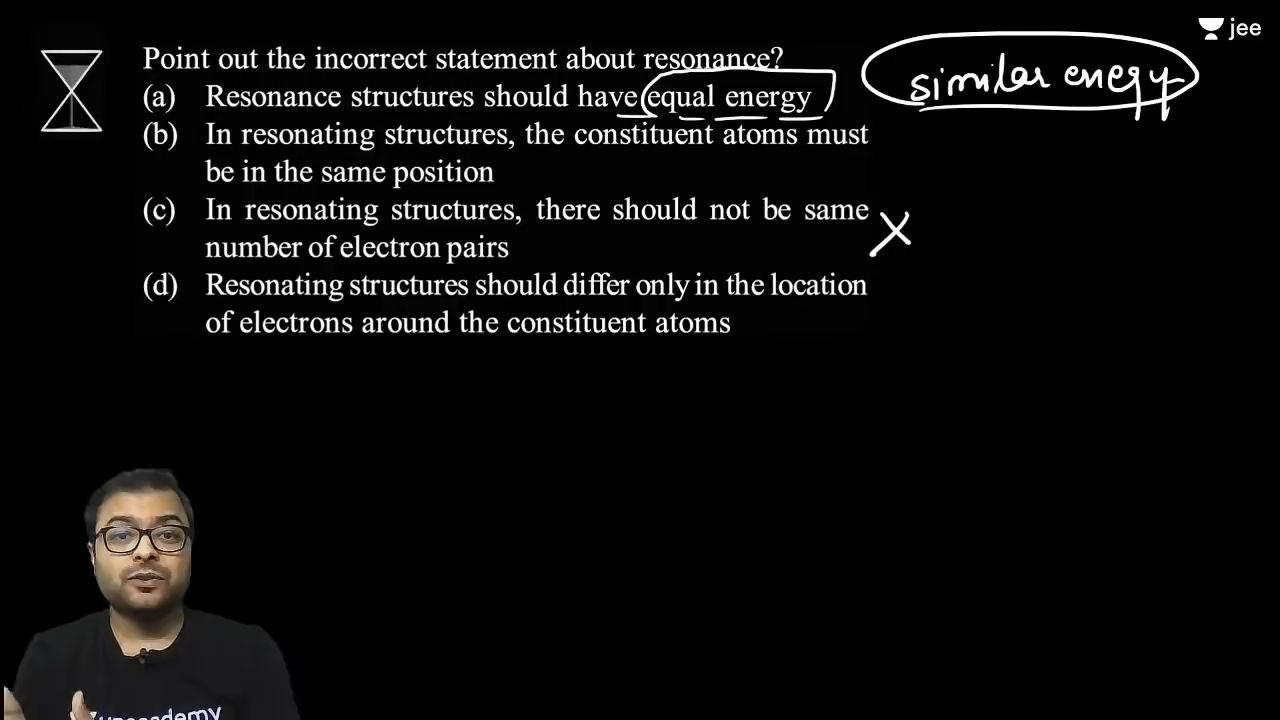 jee
Point out the incorrect statement about resonance?
similar enegy
(a) Resonance structures should have equal energy
(b) In resonating structures, the constituent atoms must
be in the same position
(c) In resonating structures, there should not be same
number of electron pairs
(d) Resonating structures should differ only in the location
of electrons around the constituent atoms